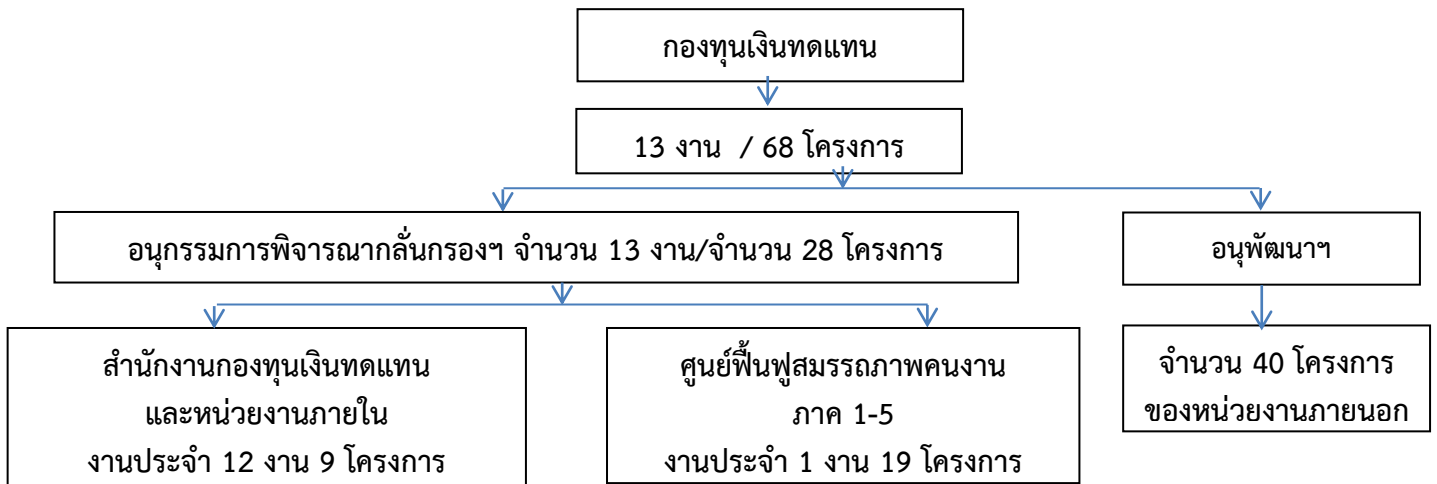 กองทุนเงินทดแทน
13 งาน / 68 โครงการ
อนุกรรมการพิจารณากลั่นกรองฯ จำนวน 13 งาน/จำนวน 28 โครงการ
อนุพัฒนาฯ
สำนักงานกองทุนเงินทดแทน
และหน่วยงานภายใน
งานประจำ 12 งาน 9 โครงการ
ศูนย์ฟื้นฟูสมรรถภาพคนงาน
ภาค 1-5
งานประจำ 1 งาน 19 โครงการ
จำนวน 40 โครงการ
ของหน่วยงานภายนอก